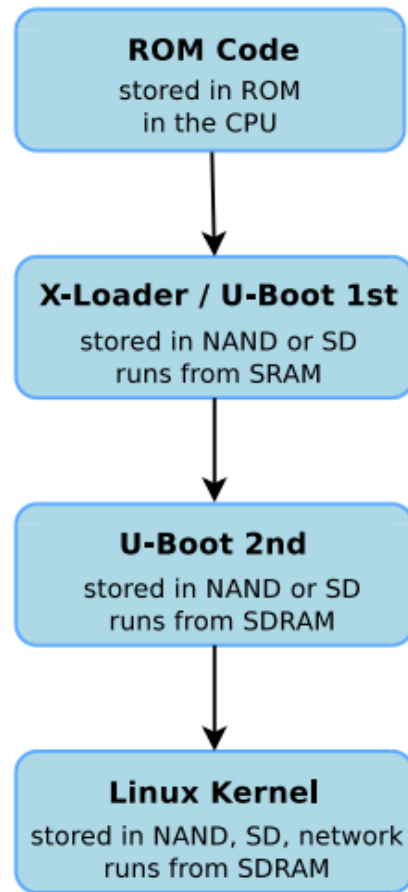 ROM Code
stored in ROM
in the CPU
X-Loader / U-Boot 1st
stored in NAND or SD
runs from SRAM
U-Boot 2nd
stored in NAND or SD
runs from SDRAM
Linux Kernel
stored in NAND, SD, network
runs from SDRAM